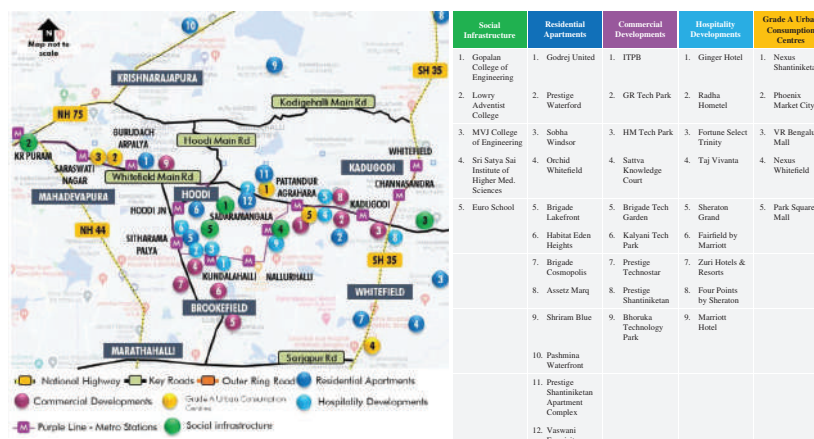 N
Map not to
scale
KRISHNARAJAPURA
SH 35
NH 75
Kodigehalli Main Rd
GURUDACH
ARPALYA
Hoodi Main Rd
WHITEFIELD
KR PURAM
SARASWATI
NAGAR
Whitefield Main Rd
PATTANDUR
AGRAHARA
KADUGODI
CHANNASANDRA
MAHADEVAPURA
HOODI
HOODI JN
SADARAMANGALA
KADUGODI
NH 44
SITHARAMA
PALYA
SH 35
KUNDALAHALLI
NALLURHALLI
WHITEFIELD
BROOKEFIELD
MARATHAHALLI
Sarjapur Rd
National Highway
Key Roads
Outer Ring Road
Residential Apartments
Commercial Developments
Grade A Urban Consumption
Centres
Hospitality Developments
Purple Line - Metro Stations
Social infrastructure
Social
Infrastructure
1. Gopalan
College of
Engineering
2. Lowry
Adventist
College
3. MVJ College
of Engineering
4. Sri Satya Sai
Institute of
Higher Med.
Sciences
5. Euro School
Residential
Apartments
1. Godrej United
2. Prestige
Waterford
3. Sobha
Windsor
4. Orchid
Whitefield
5. Brigade
Lakefront
6. Habitat Eden
Heights
7. Brigade
Cosmopolis
8. Assetz Marq
9. Shriram Blue
10. Pashmina
Waterfront
11. Prestige
Shantiniketan
Apartment
Complex
12. Vaswani
Commercial
Developments
1. ITPB
2. GR Tech Park
3. HM Tech Park
4. Sattva
Knowledge
Court
5. Brigade Tech
Garden
6. Kalyani Tech
Park
7. Prestige
Technostar
8. Prestige
Shantiniketan
9. Bhoruka
Technology
Park
Hospitality
Developments
1. Ginger Hotel
2. Radha
Hometel
3. Fortune Select
Trinity
4. Taj Vivanta
5. Sheraton
Grand
6. Fairfield by
Marriott
7. Zuri Hotels &
Resorts
8. Four Points
by Sheraton
9. Marriott
Hotel
Grade A Urba
Consumption
Centres
1. Nexus
Shantiniketa
2. Phoenix
Market City
3. VR Bengalu
Mall
4. Nexus
Whitefield
5. Park Square
Mall